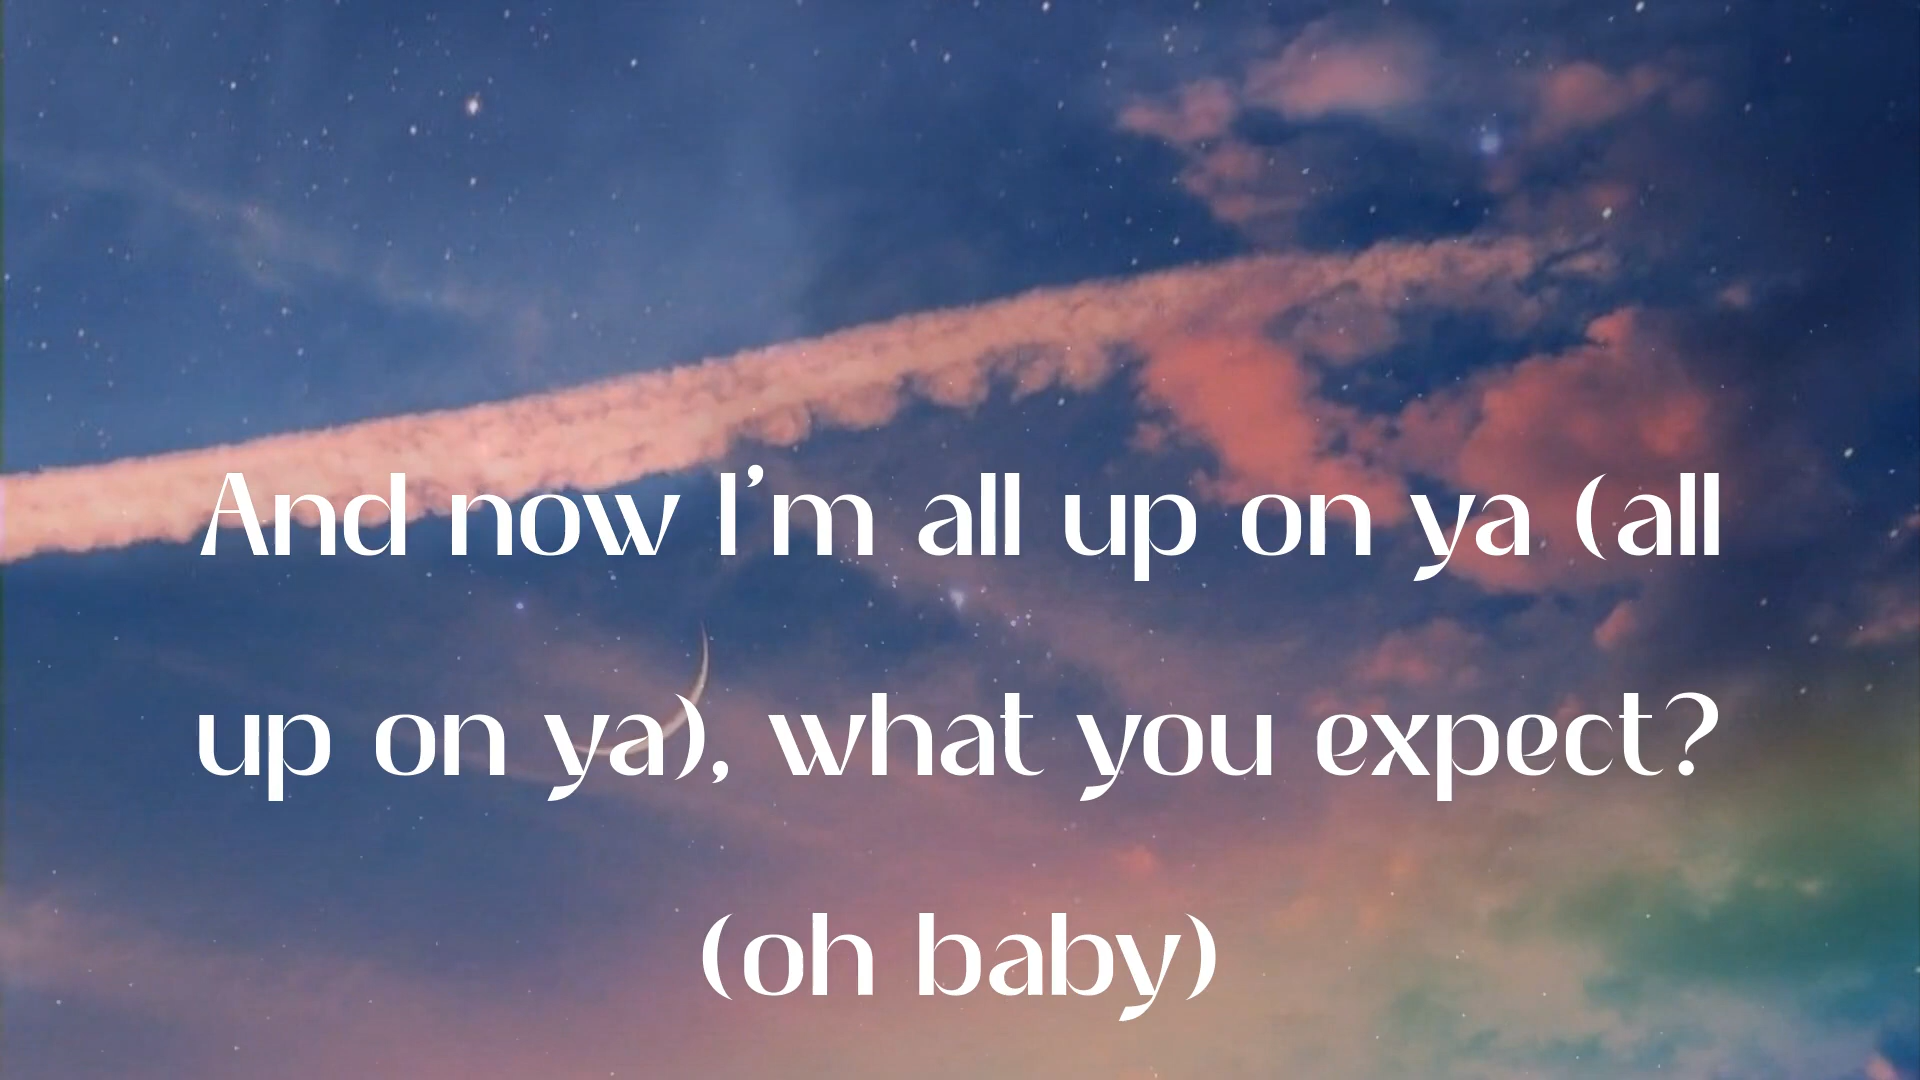 And now I'm all up on ya (all
up on ya), what you expect?
(oh baby)